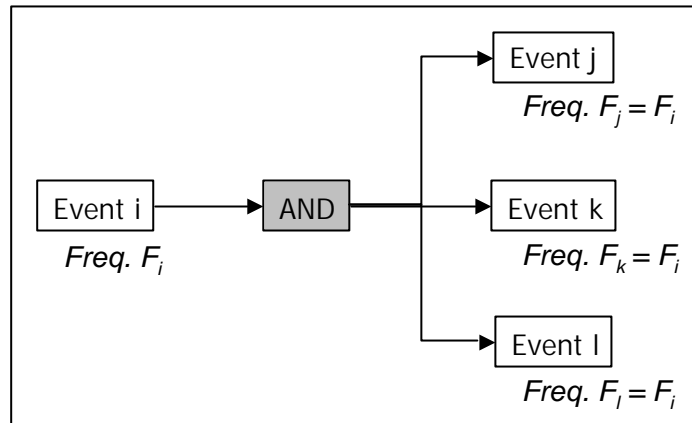 Event j
Freq. Fj = Fi
Event i
AND
Event k
Freq. Fi
Freq. Fk = Fi
Event l
Freq. Fl = Fi